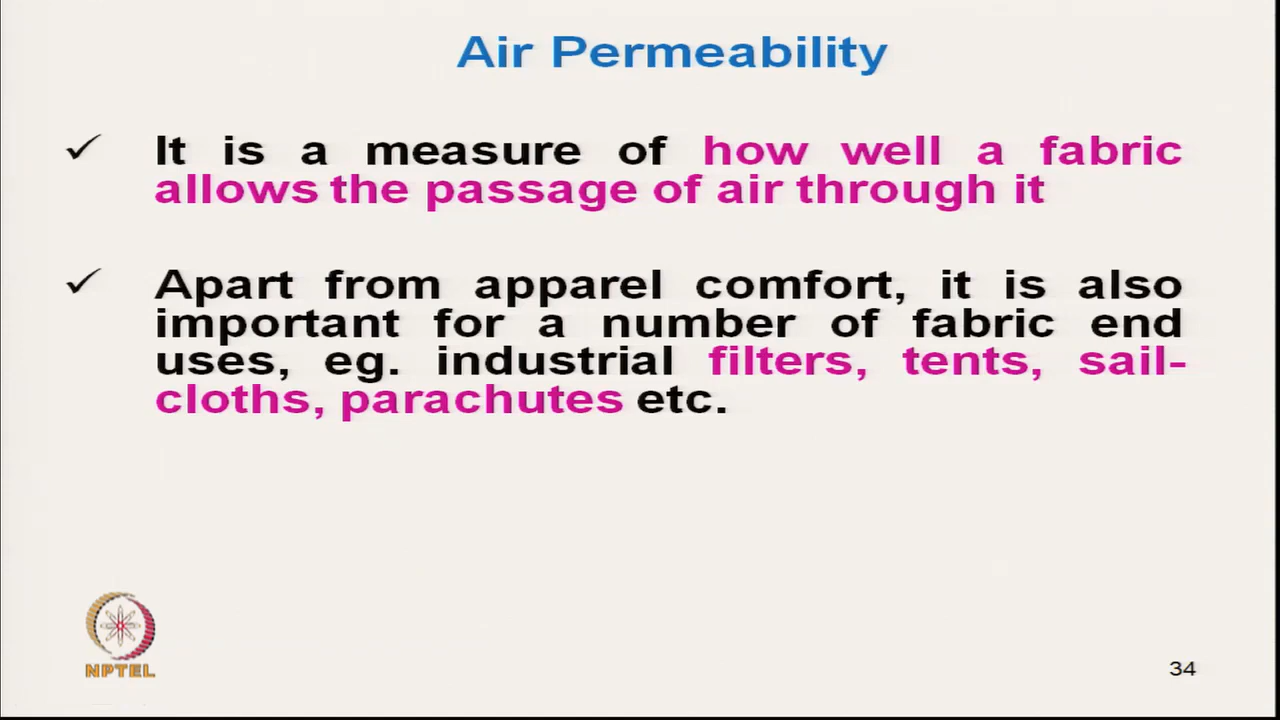 Air Permeability
✓ It is a measure of how well a fabric
allows the passage of air through it
✓ Apart from apparel comfort, it is also
important for a number of fabric end
uses, eg. industrial filters, tents, sail-
cloths, parachutes etc.
NPTEL
34